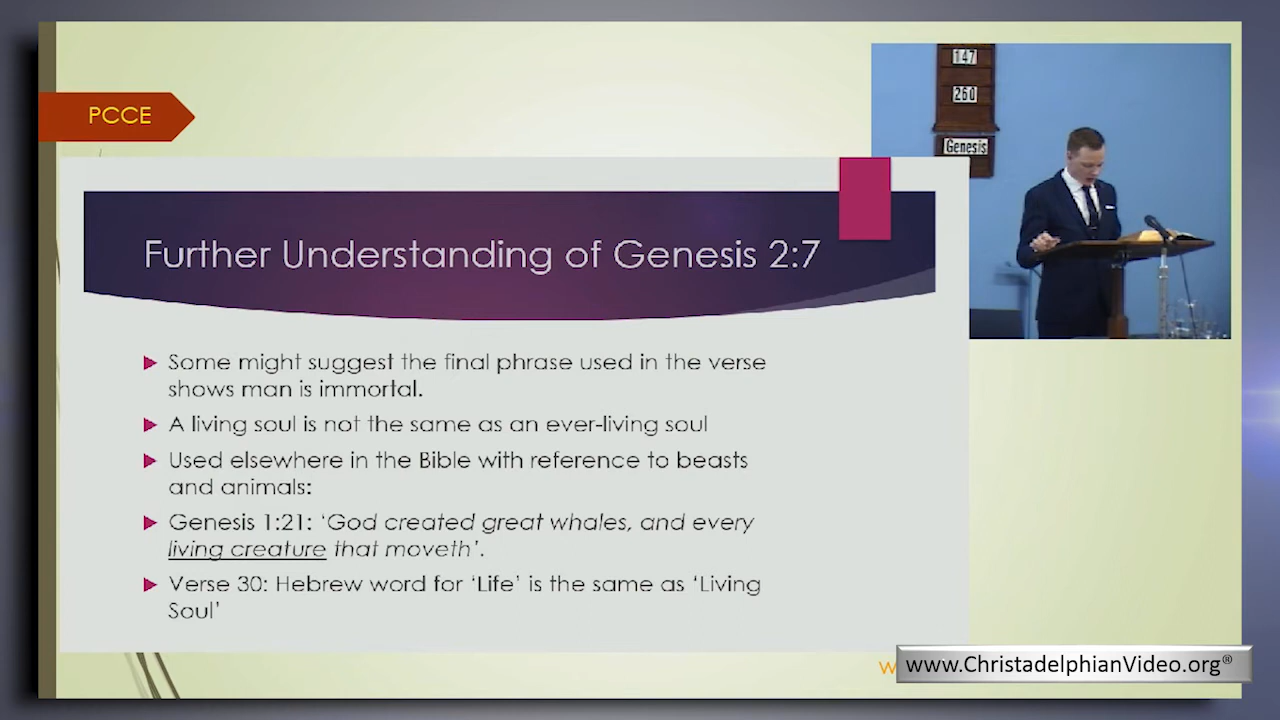 PCCE
147
260
Genesis
Further Understanding of Genesis 2:7
Some might suggest the final phrase used in the verse
shows man is immortal.
A living soul is not the same as an ever-living soul
Used elsewhere in the Bible with reference to beasts
and animals:
Genesis 1:21: ‘God created great whales, and every
living creature that moveth’.
Verse 30: Hebrew word for ‘Life’ is the same as ‘Living
Soul’
www.ChristadelphianVideo.org®